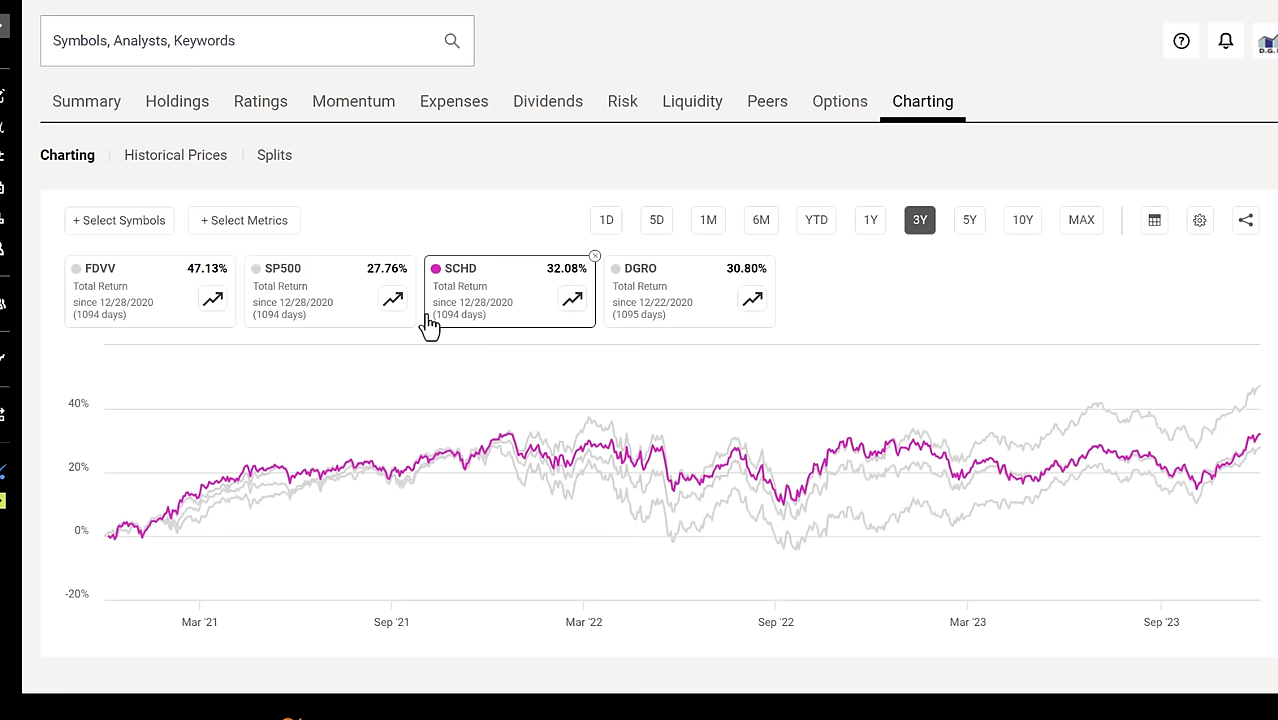 Symbols, Analysts, Keywords
Summary Holdings Ratings Momentum Expenses Dividends Risk Liquidity Peers Options Charting
Charting Historical Prices Splits
+ Select Symbols + Select Metrics 1D 5D 1M 6M YTD 1Y 3Y 5Y 10Y MAX
FDVV 47.13%
Total Return
since 12/28/2020
(1094 days)
SP500 27.76%
Total Return
since 12/28/2020
(1094 days)
SCHD 32.08%
Total Return
since 12/28/2020
(1094 days)
DGRO 30.80%
Total Return
since 12/22/2020
(1095 days)
40%
20%
0%
-20%
Mar '21 Sep '21 Mar '22 Sep '22 Mar '23 Sep '23